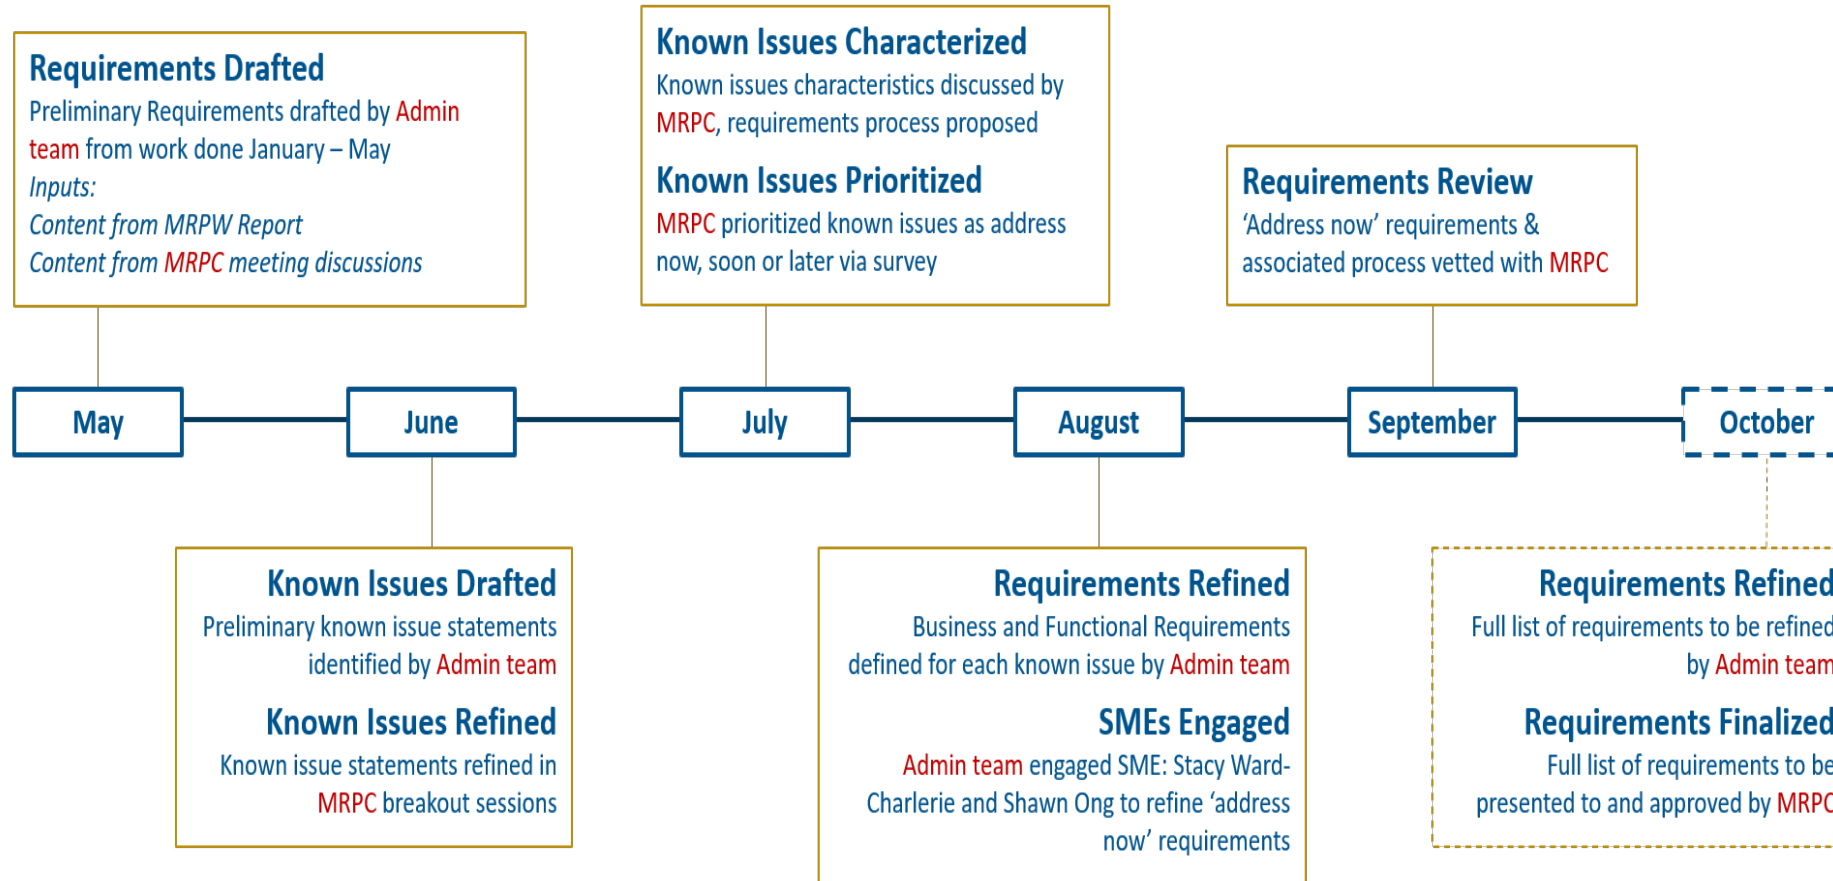 Requirements Drafted
Preliminary Requirements drafted by Admin
team from work done January – May
Inputs:
Content from MRPW Report
Content from MRPC meeting discussions
Known Issues Characterized
Known issues characteristics discussed by
MRPC, requirements process proposed
Known Issues Prioritized
MRPC prioritized known issues as address
now, soon or later via survey
Requirements Review
‘Address now’ requirements &
associated process vetted with MRPC
May
June
July
August
September
October
Known Issues Drafted
Preliminary known issue statements
identified by Admin team
Known Issues Refined
Known issue statements refined in
MRPC breakout sessions
Requirements Refined
Business and Functional Requirements
defined for each known issue by Admin team
SMEs Engaged
Admin team engaged SME: Stacy Ward-
Charlerie and Shawn Ong to refine ‘address
now’ requirements
Requirements Refined
Full list of requirements to be refined
by Admin team
Requirements Finalized
Full list of requirements to be
presented to and approved by MRPC